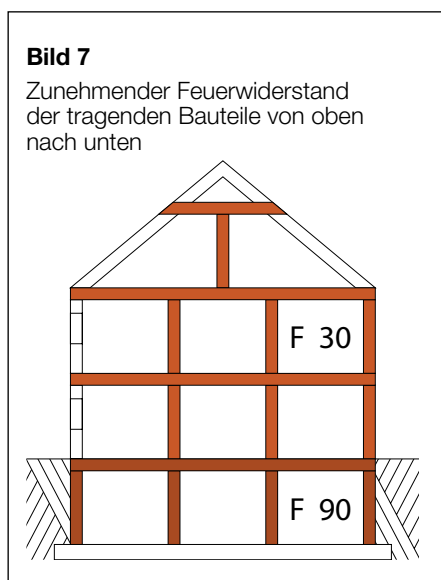 Bild 7
Zunehmender Feuerwiderstand
der tragenden Bauteile von oben
nach unten
F 30
F 90